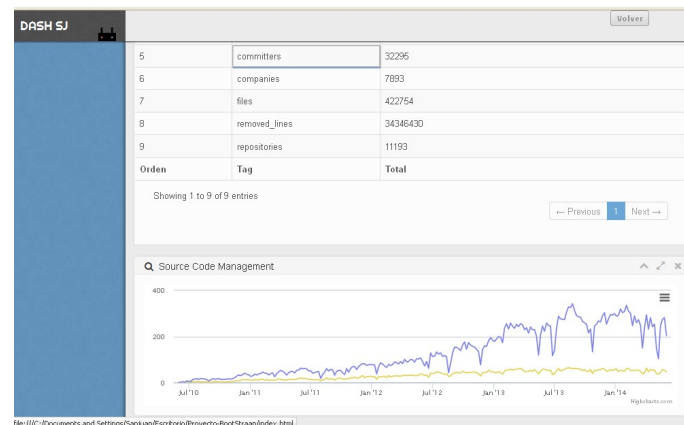 DASH SJ
Volver
5 committers 32295
6 companies 7893
7 files 422754
8 removed_lines 34346430
9 repositories 11193
Orden Tag Total
Showing 1 to 9 of 9 entries
← Previous 1 Next →
Source Code Management
400
200
0
Jul '10 Jan '11 Jul '11 Jan '12 Jul '12 Jan '13 Jul '13 Jan '14
Highcharts.com
file:///C:/Documents and Settings/Sanjuan/Escritorio/Proyecto-BootStraap/index.html